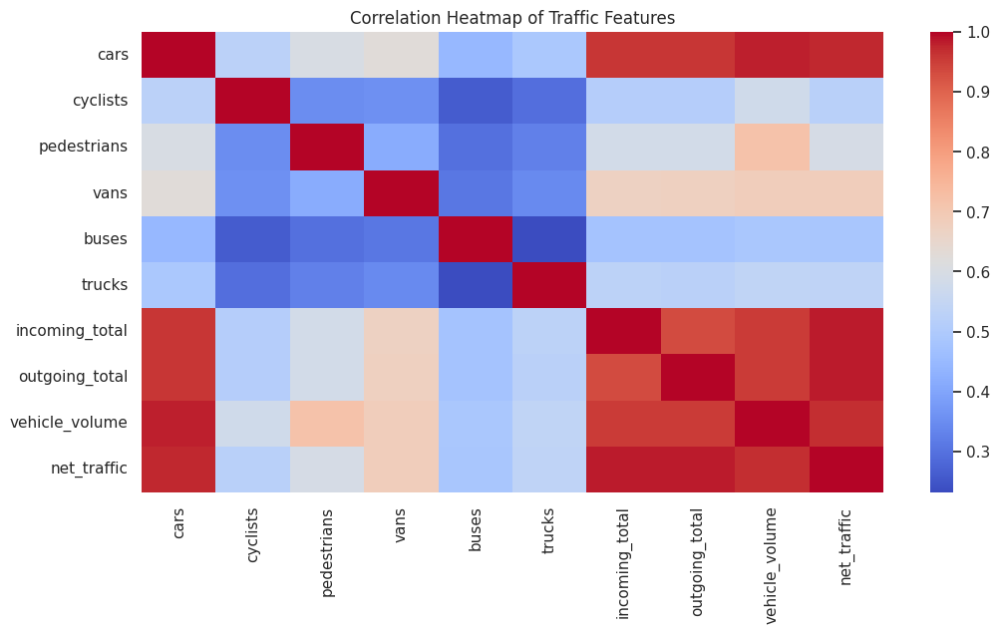 Correlation Heatmap of Traffic Features
cars
cyclists
pedestrians
vans
buses
trucks
incoming_total
outgoing_total
vehicle_volume
net_traffic
1.0
0.9
0.8
0.7
0.6
0.5
0.4
0.3
cars
cyclists
pedestrians
vans
buses
trucks
incoming_total
outgoing_total
vehicle_volume
net_traffic